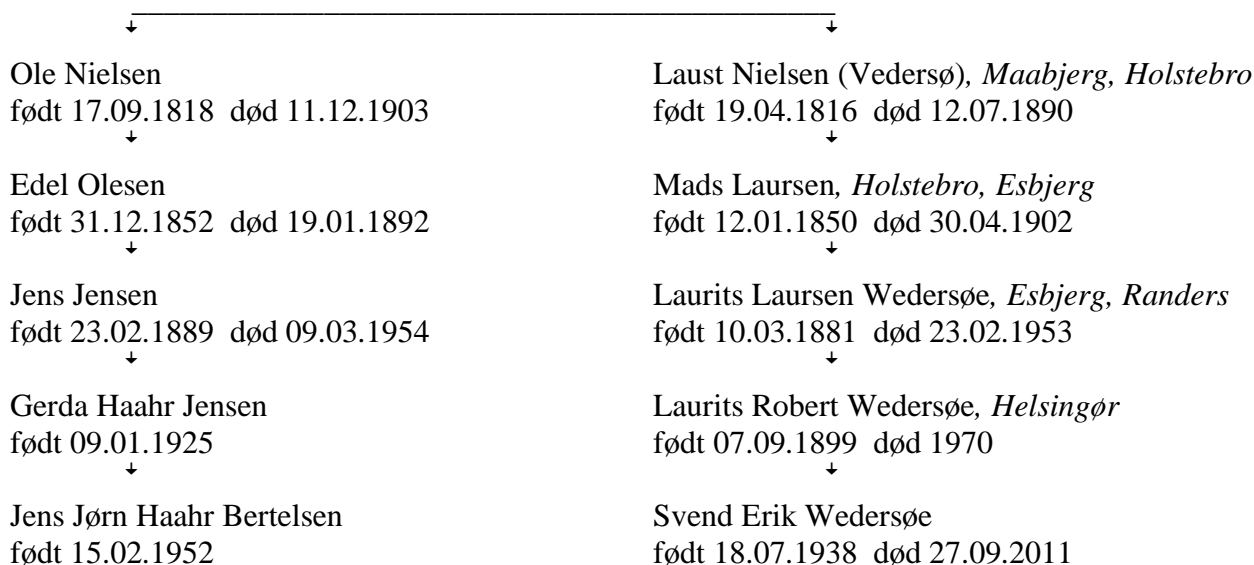 Ole Nielsen
født 17.09.1818 død 11.12.1903
Edel Olesen
født 31.12.1852 død 19.01.1892
Jens Jensen
født 23.02.1889 død 09.03.1954
Gerda Haahr Jensen
født 09.01.1925
Jens Jørn Haahr Bertelsen
født 15.02.1952
Laust Nielsen (Vedersø), Maabjerg, Holstebro
født 19.04.1816 død 12.07.1890
Mads Laursen, Holstebro, Esbjerg
født 12.01.1850 død 30.04.1902
Laurits Laursen Wedersøe, Esbjerg, Randers
født 10.03.1881 død 23.02.1953
Laurits Robert Wedersøe, Helsingør
født 07.09.1899 død 1970
Svend Erik Wedersøe
født 18.07.1938 død 27.09.2011